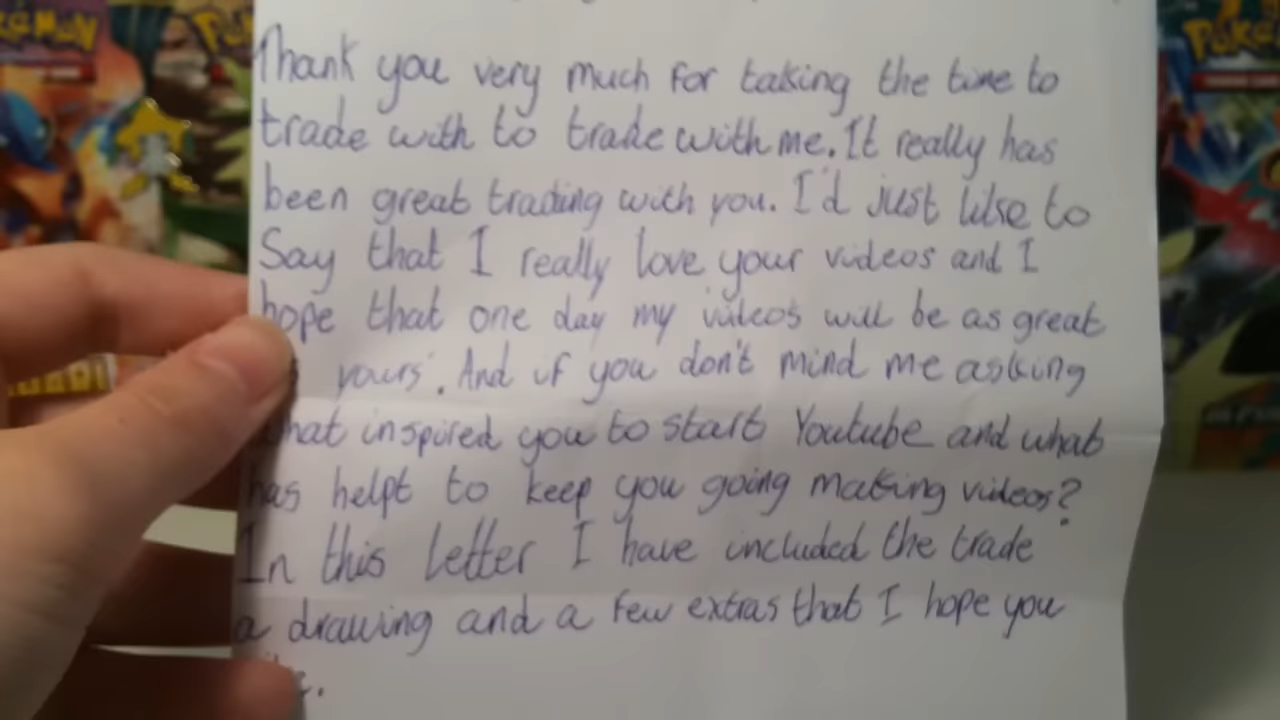 POKéMON
Poké
Thank you very much for taking the time to
trade with to trade with me. It really has
been great trading with you. I'd just like to
Say that I really love your videos and I
hope that one day my videos will be as great
yours. And if you don't mind me asking
what inspired you to start Youtube and what
has helpt to keep you going making videos?
In this letter I have included the trade
a drawing and a few extras that I hope you